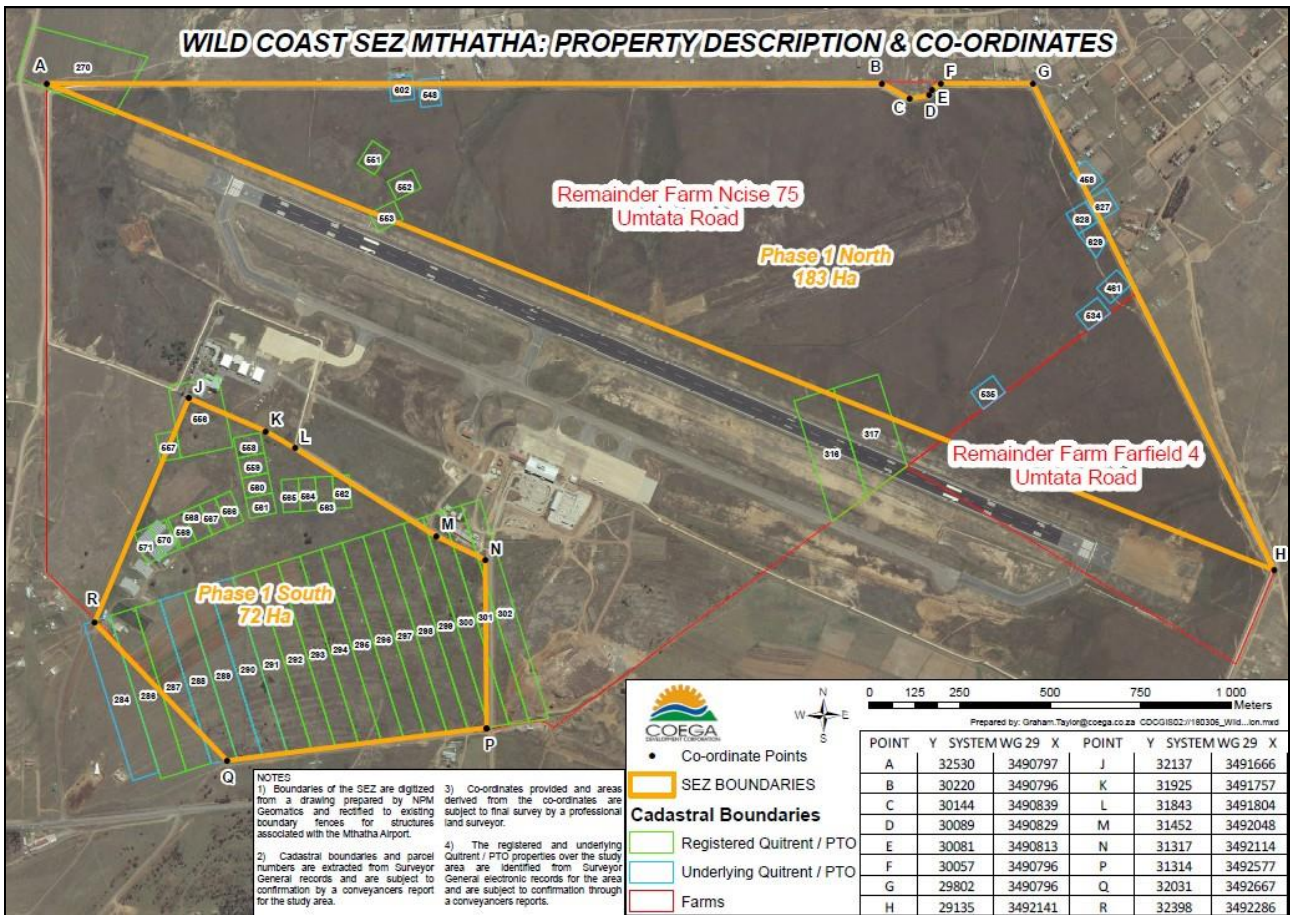 WILD COAST SEZ MTHATHA: PROPERTY DESCRIPTION & CO-ORDINATES
A
270
B
F
G
602
548
C
D
E
551
552
553
Remainder Farm Ncise 75
Umtata Road
Phase 1 North
183 Ha
458
627
628
629
461
534
535
J
556
K
L
557
558
559
560
561
565
564
562
563
317
316
Remainder Farm Farfield 4
Umtata Road
H
568
567
566
569
570
571
M
N
R
Phase 1 South
72 Ha
284
286
287
288
289
290
291
292
293
294
295
296
297
298
299
300
301
302
P
Q
NOTES
1) Boundaries of the SEZ are digitized
from a drawing prepared by NPM
Geomatics and rectified to existing
boundary fences for structures
associated with the Mthatha Airport.
2) Cadastral boundaries and parcel
numbers are extracted from Surveyor
General records and are subject to
confirmation by a conveyancers report
for the study area.
3) Co-ordinates provided and areas
derived from the co-ordinates are
subject to final survey by a professional
land surveyor.
4) The registered and underlying
Quitrent / PTO properties over the study
area are identified from Surveyor
General electronic records for the area
and are subject to confirmation through
a conveyancers reports.
COEGA
DEVELOPMENT CORPORATION
N
W E
S
0 125 250 500 750 1 000
Meters
Prepared by: Graham.Taylor@coega.co.za CDCGIS02://180306_Wild...ion.mxd
Co-ordinate Points
SEZ BOUNDARIES
Cadastral Boundaries
Registered Quitrent / PTO
Underlying Quitrent / PTO
Farms
POINT Y SYSTEM WG 29 X POINT Y SYSTEM WG 29 X
A 32530 3490797 J 32137 3491666
B 30220 3490796 K 31925 3491757
C 30144 3490839 L 31843 3491804
D 30089 3490829 M 31452 3492048
E 30081 3490813 N 31317 3492114
F 30057 3490796 P 31314 3492577
G 29802 3490796 Q 32031 3492667
H 29135 3492141 R 32398 3492286